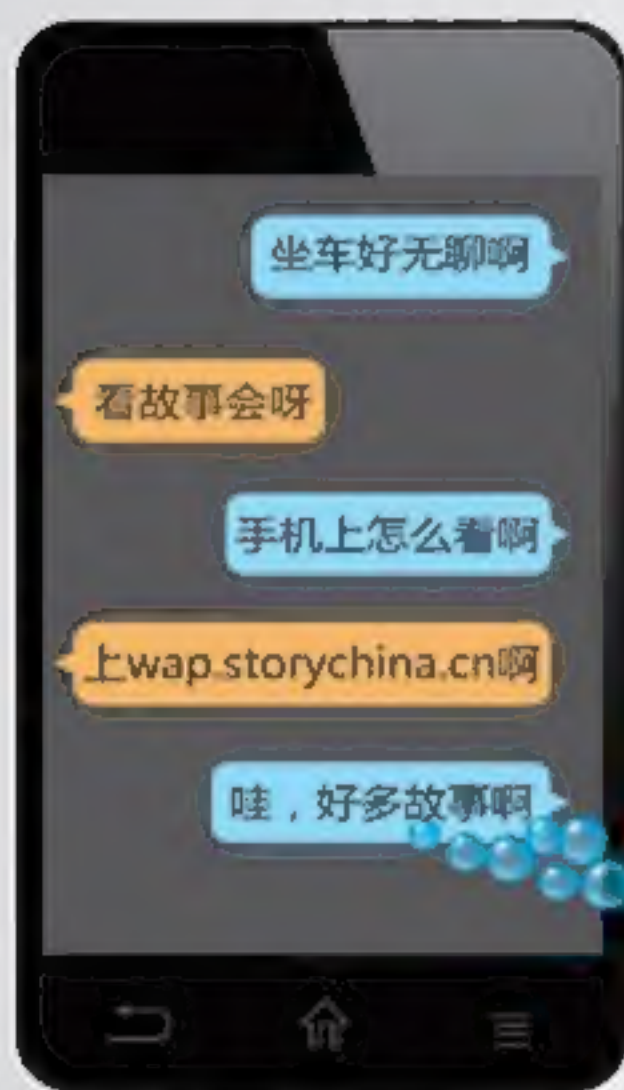 坐车好无聊啊
看故事会呀
手机上怎么看啊
上wap.storychina.cn啊
哇，好多故事啊